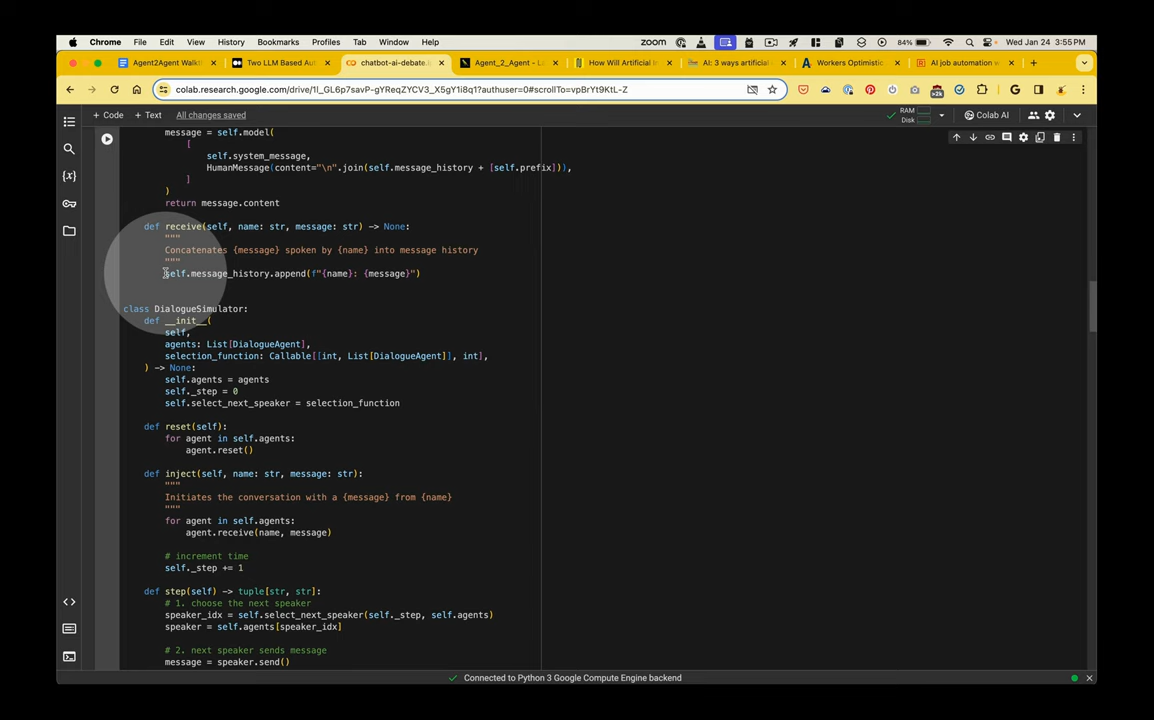 Chrome File Edit View History Bookmarks Profiles Tab Window Help zoom 84% Wed Jan 24 3:55 PM
Agent2Agent Walkt Two LLM Based Aut chatbot-ai-debate.i Agent_2_Agent - La How Will Artificial In AI: 3 ways artificial Workers Optimistic AI job automation w
colab.research.google.com/drive/1l_GL6p7savP-gYReqZYCV3_X5gY1i8q1?authuser=0#scrollTo=vpBrYt9KtL-Z
+ Code + Text All changes saved RAM Disk Colab AI
message = self.model(
[
self.system_message,
HumanMessage(content="\n".join(self.message_history + [self.prefix])),
]
)
return message.content
def receive(self, name: str, message: str) -> None:
"""
Concatenates {message} spoken by {name} into message history
"""
self.message_history.append(f"{name}: {message}")
class DialogueSimulator:
def __init__(
self,
agents: List[DialogueAgent],
selection_function: Callable[[int, List[DialogueAgent]], int],
) -> None:
self.agents = agents
self._step = 0
self.select_next_speaker = selection_function
def reset(self):
for agent in self.agents:
agent.reset()
def inject(self, name: str, message: str):
"""
Initiates the conversation with a {message} from {name}
"""
for agent in self.agents:
agent.receive(name, message)
# increment time
self._step += 1
def step(self) -> tuple[str, str]:
# 1. choose the next speaker
speaker_idx = self.select_next_speaker(self._step, self.agents)
speaker = self.agents[speaker_idx]
# 2. next speaker sends message
message = speaker.send()
Connected to Python 3 Google Compute Engine backend